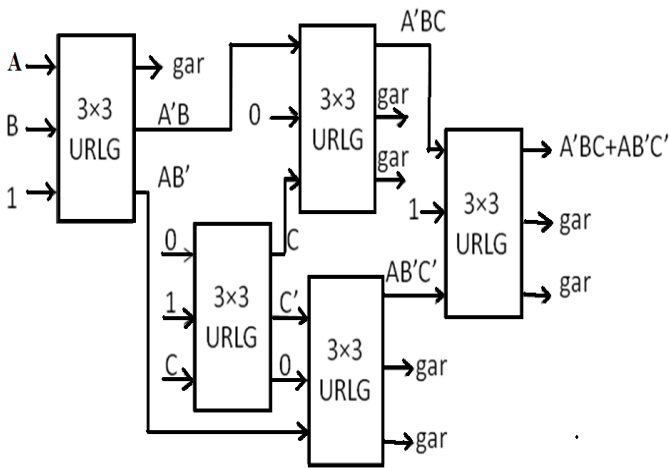 A
B
1
3×3
URLG
gar
A'B
AB'
0
3×3
URLG
A'BC
gar
gar
0
1
C
3×3
URLG
C
C'
0
3×3
URLG
AB'C'
gar
gar
1
3×3
URLG
A'BC+AB'C'
gar
gar